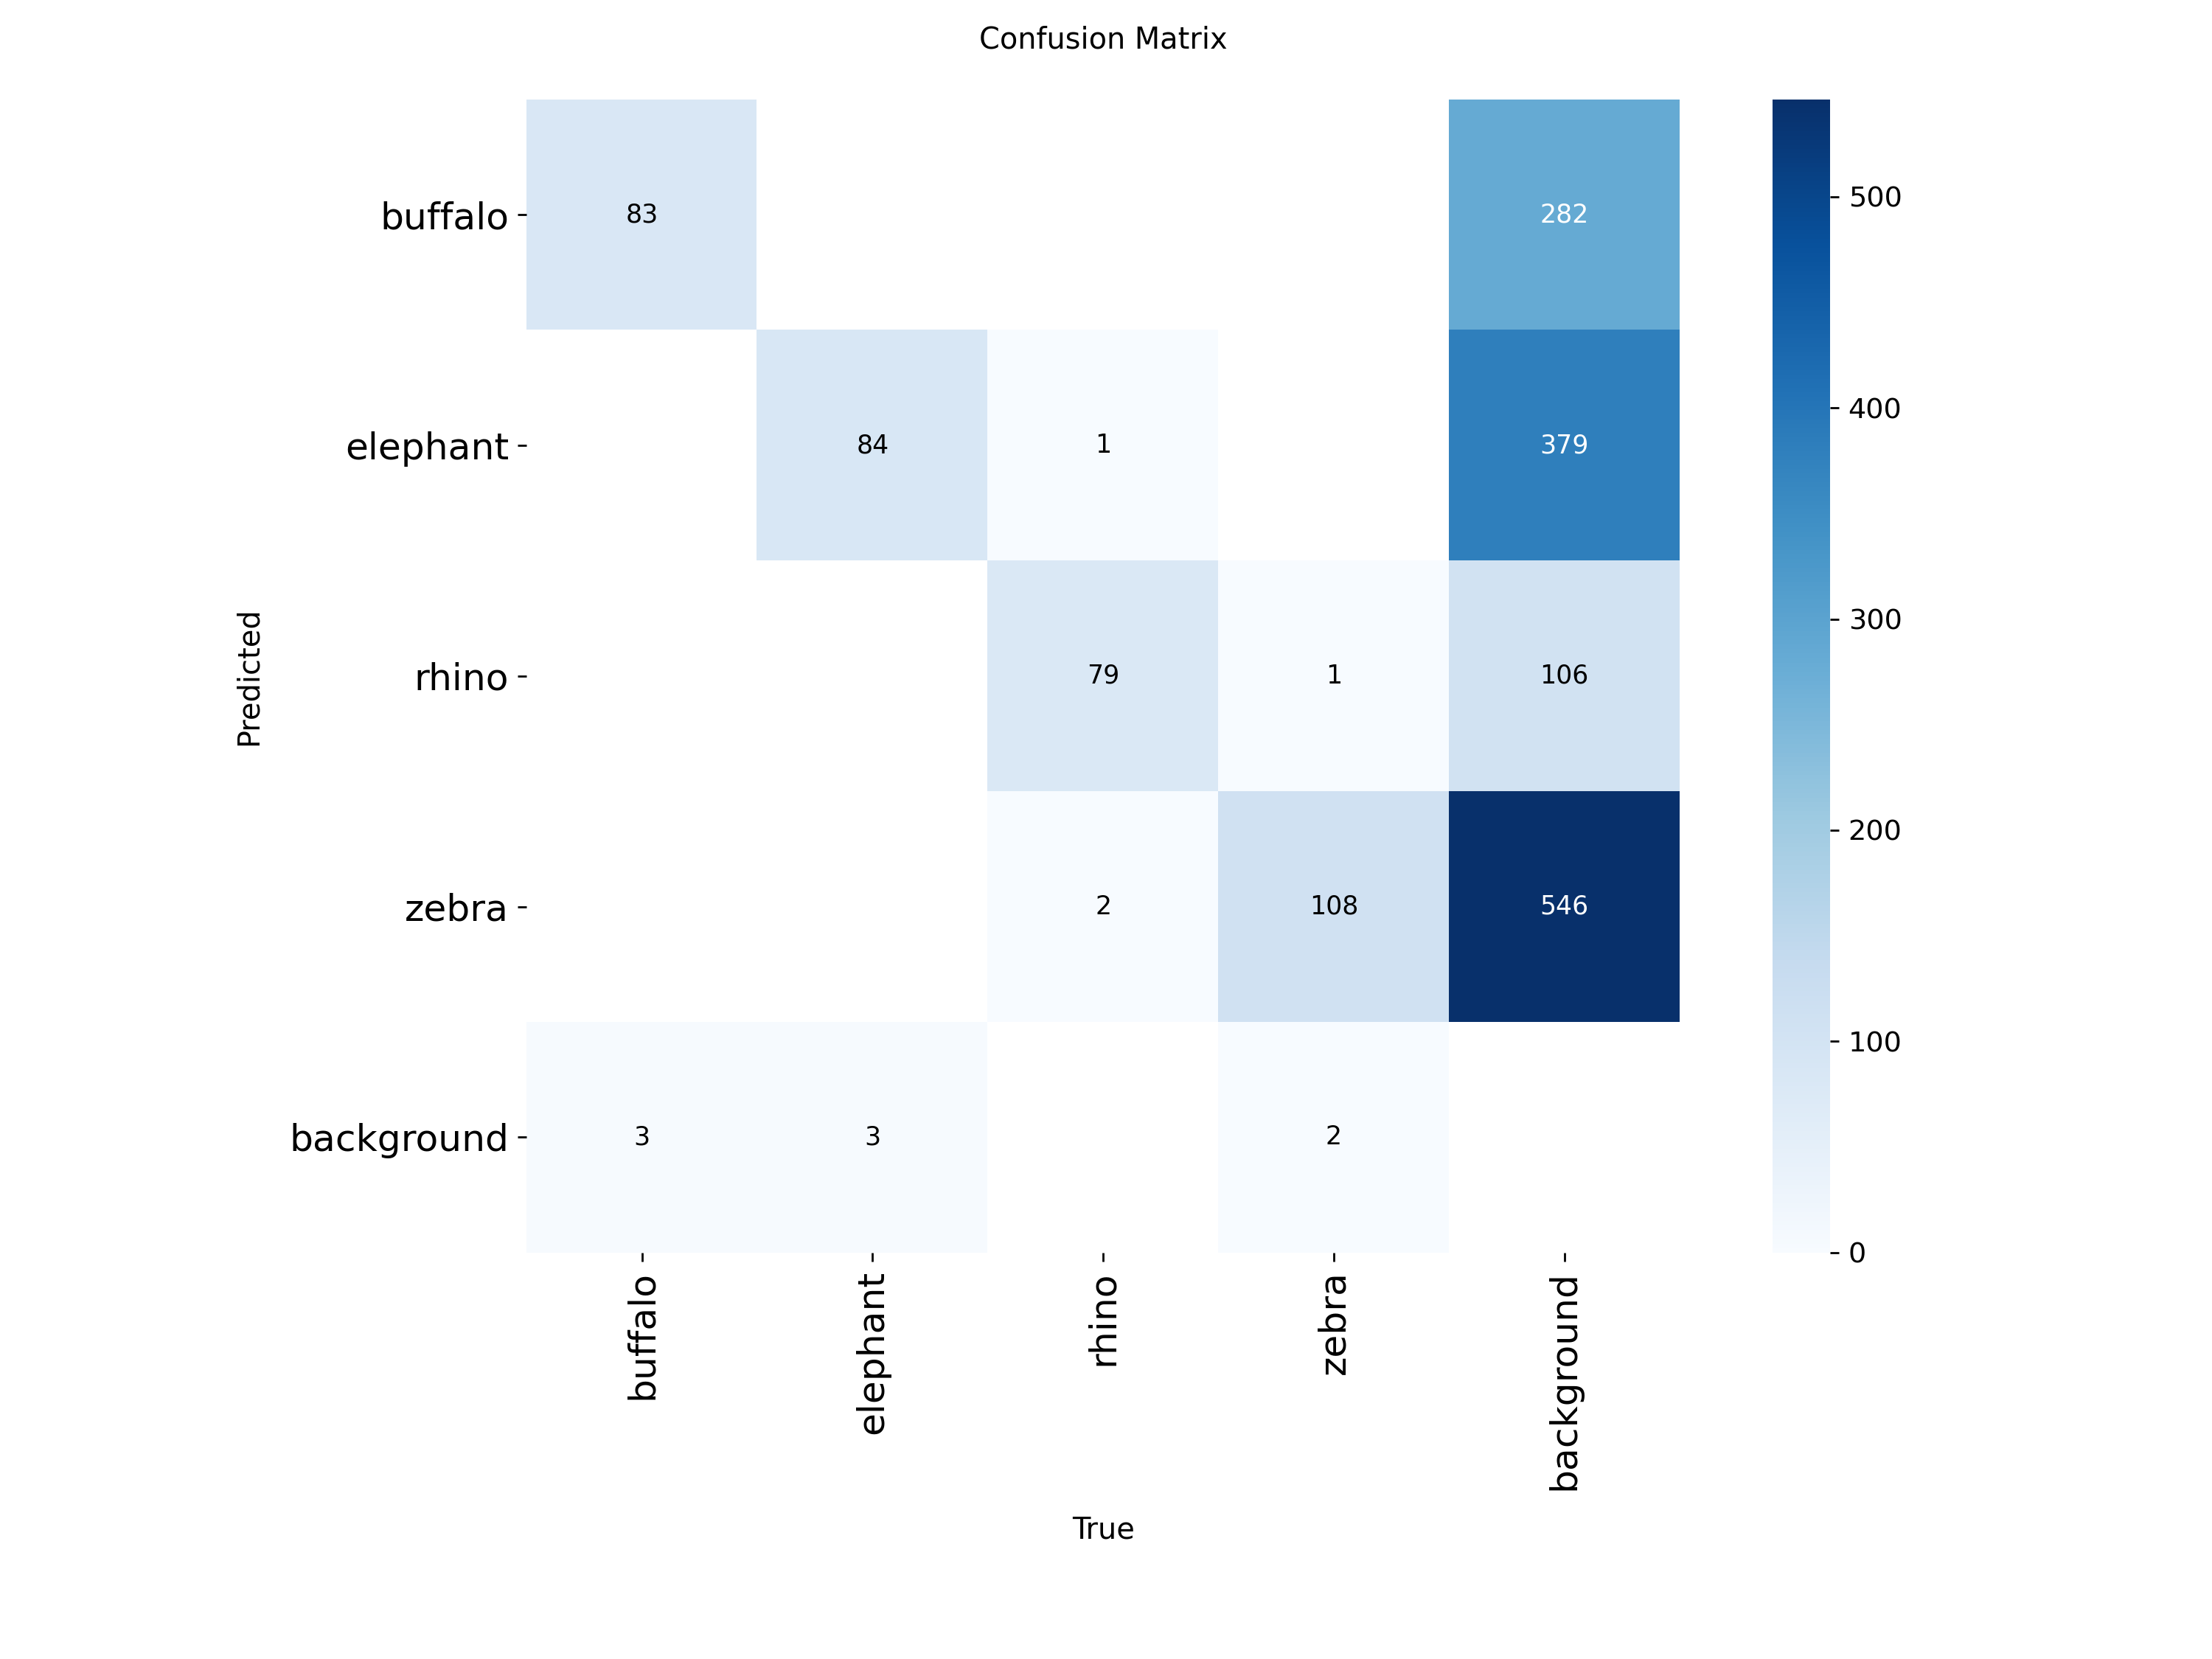 Confusion Matrix
buffalo 83 282
elephant 84 1 379
rhino 79 1 106
zebra 2 108 546
background 3 3 2
buffalo elephant rhino zebra background
Predicted
True
500
400
300
200
100
0